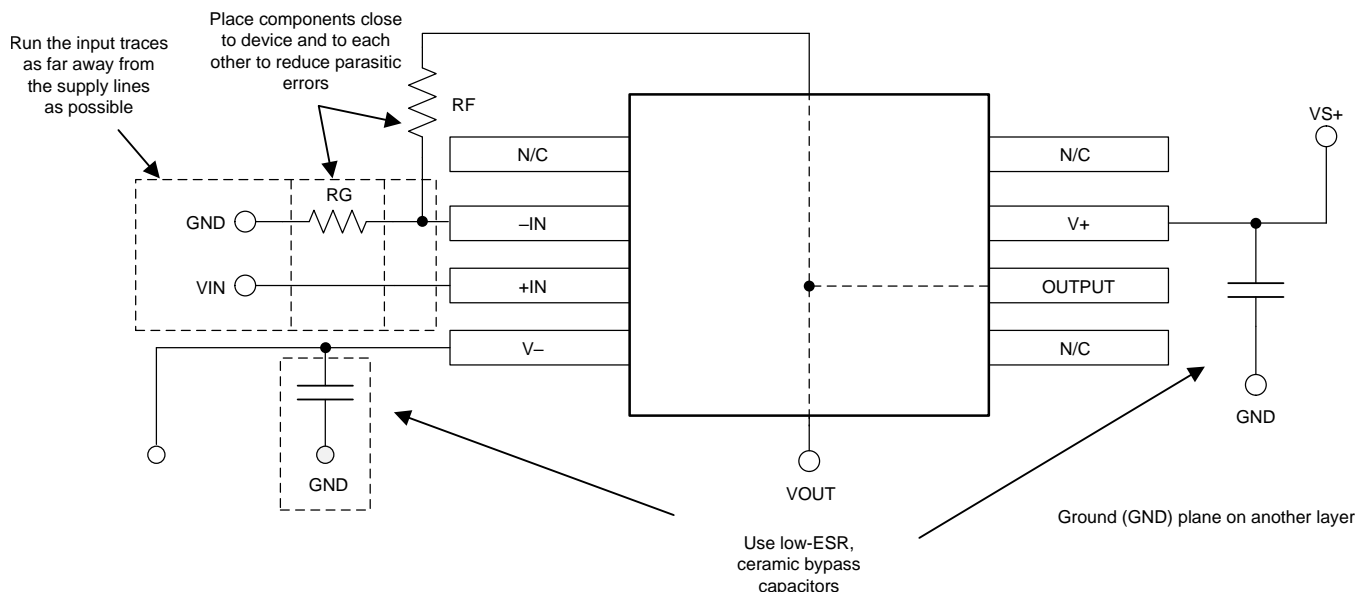 Place components close
to device and to each
other to reduce parasitic
errors
Run the input traces
as far away from
the supply lines
as possible
RF
VS+
N/C
N/C
RG
GND
–IN
V+
VIN
+IN
OUTPUT
V–
N/C
GND
GND
VOUT
Ground (GND) plane on another layer
Use low-ESR,
ceramic bypass
capacitors